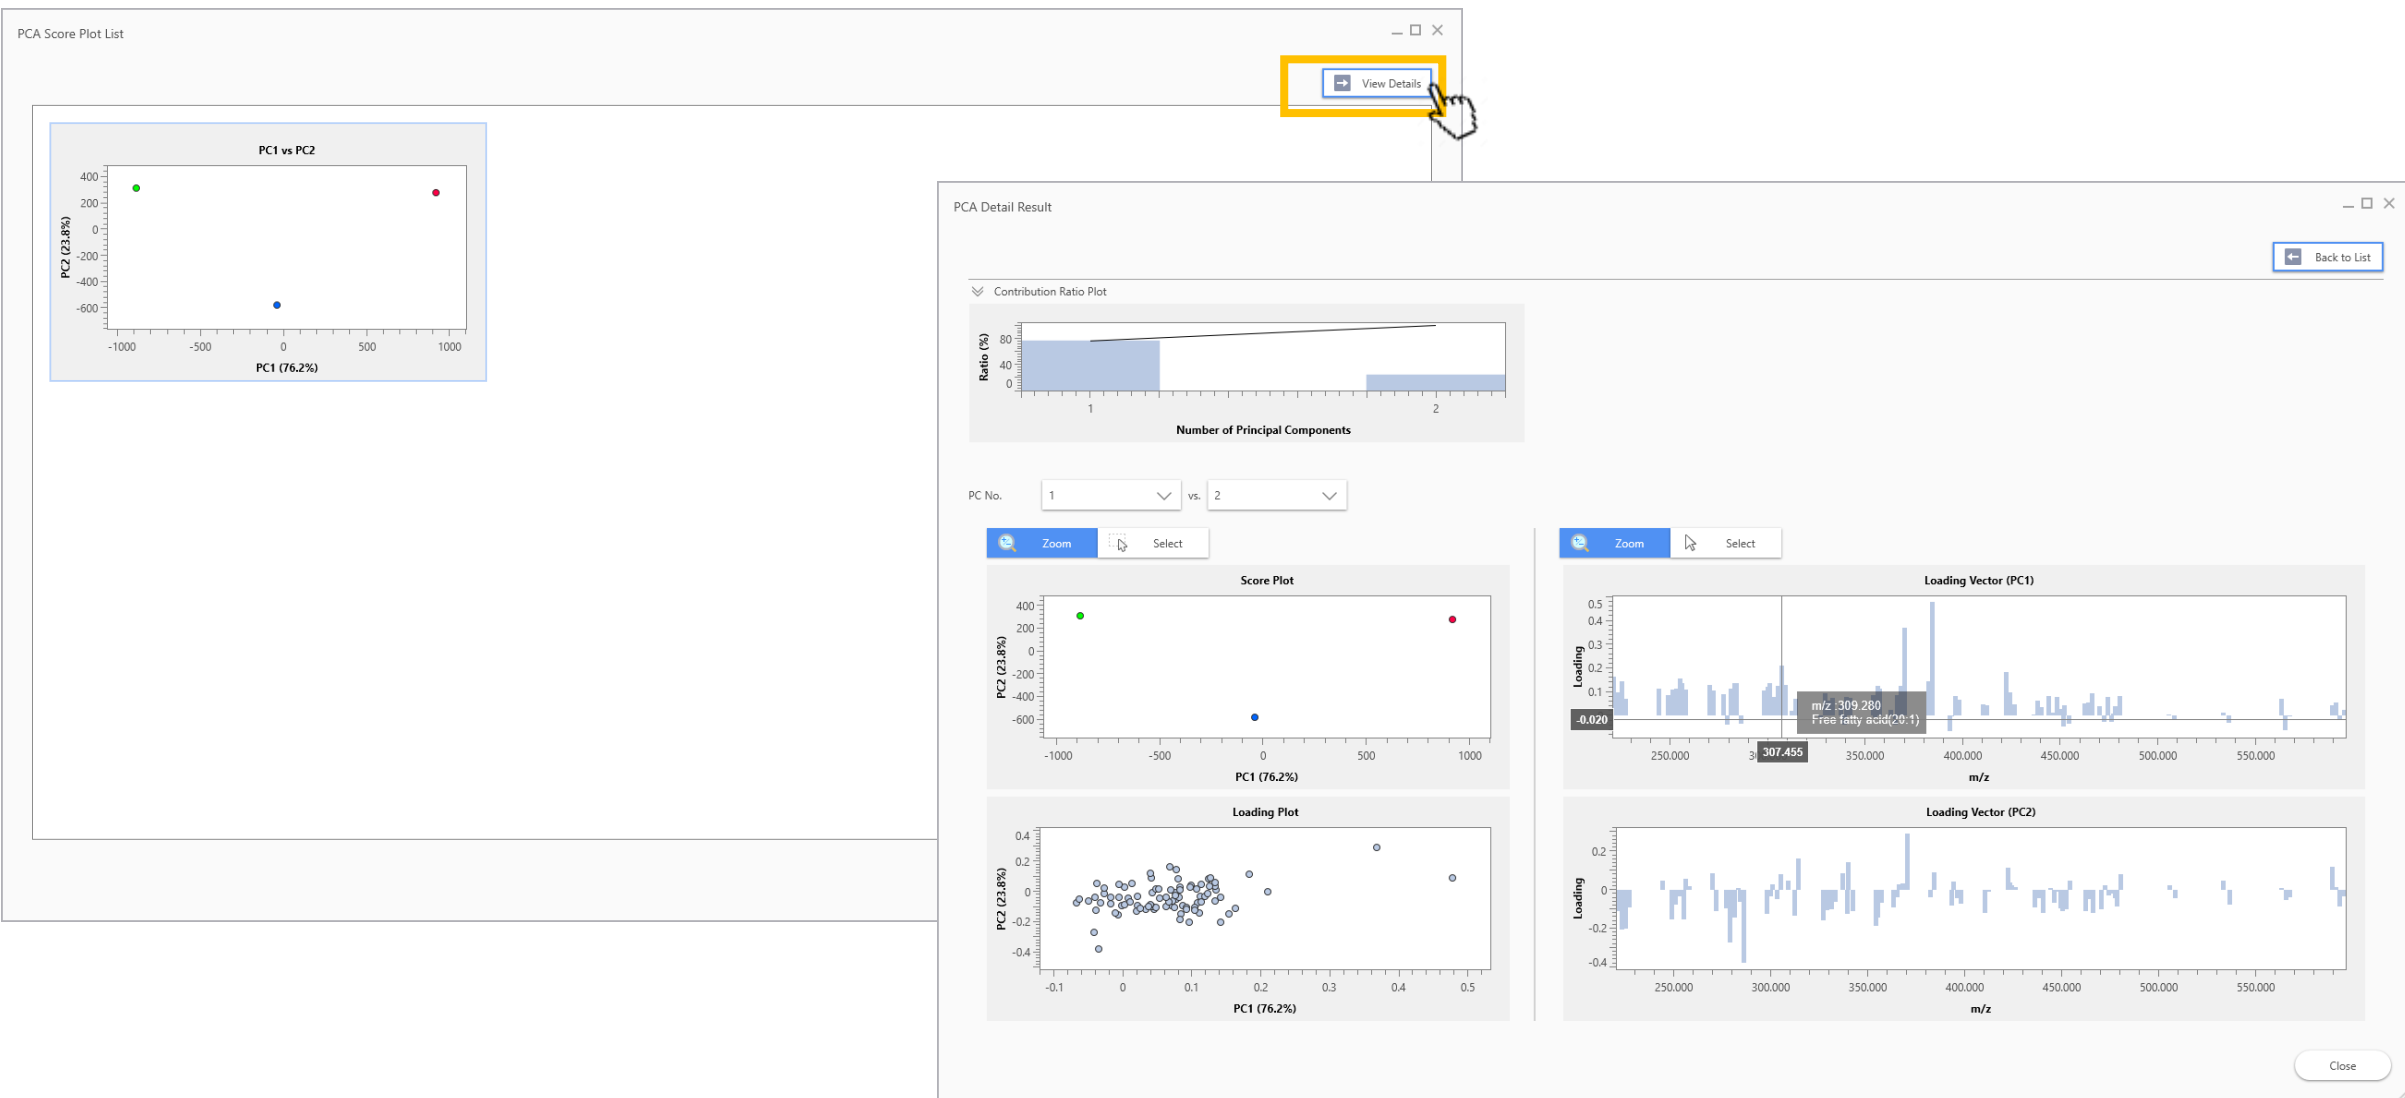 PCA Score Plot List
View Details
PC1 vs PC2
400
200
0
-200
-400
-600
PC2 (23.8%)
-1000 -500 0 500 1000
PC1 (76.2%)
PCA Detail Result
Back to List
Contribution Ratio Plot
Ratio (%)
80
40
0
1 2
Number of Principal Components
PC No. 1 vs. 2
Zoom Select
Score Plot
400
200
0
-200
-400
-600
PC2 (23.8%)
-1000 -500 0 500 1000
PC1 (76.2%)
Loading Plot
0.4
0.2
0
-0.2
-0.4
PC2 (23.8%)
-0.1 0 0.1 0.2 0.3 0.4 0.5
PC1 (76.2%)
Zoom Select
Loading Vector (PC1)
0.5
0.4
0.3
0.2
0.1
-0.020
Loading
m/z :309.280
Free fatty acid(20:1)
250.000 307.455 350.000 400.000 450.000 500.000 550.000
m/z
Loading Vector (PC2)
0.2
0
-0.2
-0.4
Loading
250.000 300.000 350.000 400.000 450.000 500.000 550.000
m/z
Close